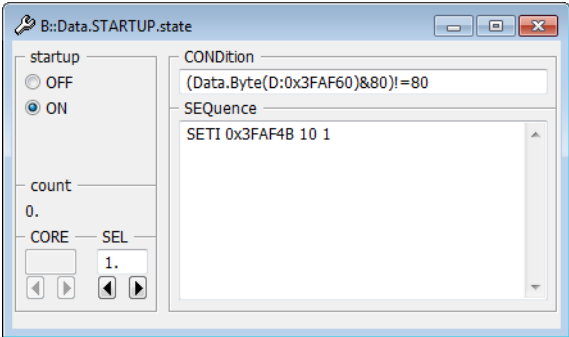 B::Data.STARTUP.state
startup
OFF
ON
count
0.
CORE
SEL
1.
CONDition
(Data.Byte(D:0x3FAF60)&80)!=80
SEQuence
SETI 0x3FAF4B 10 1